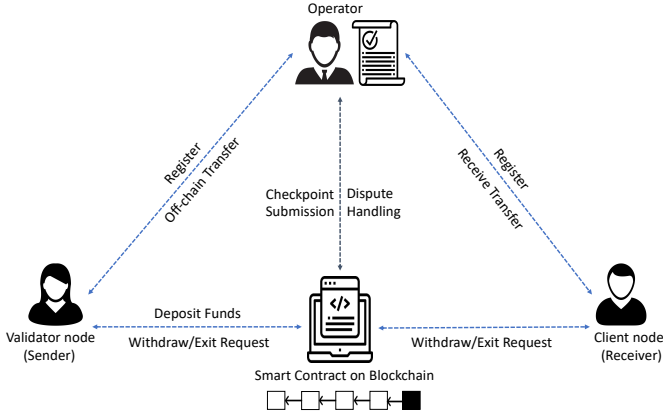 Operator
Register
Off-chain Transfer
Register
Receive Transfer
Checkpoint
Submission
Dispute
Handling
</>
Deposit Funds
Withdraw/Exit Request
Withdraw/Exit Request
Validator node
(Sender)
Client node
(Receiver)
Smart Contract on Blockchain